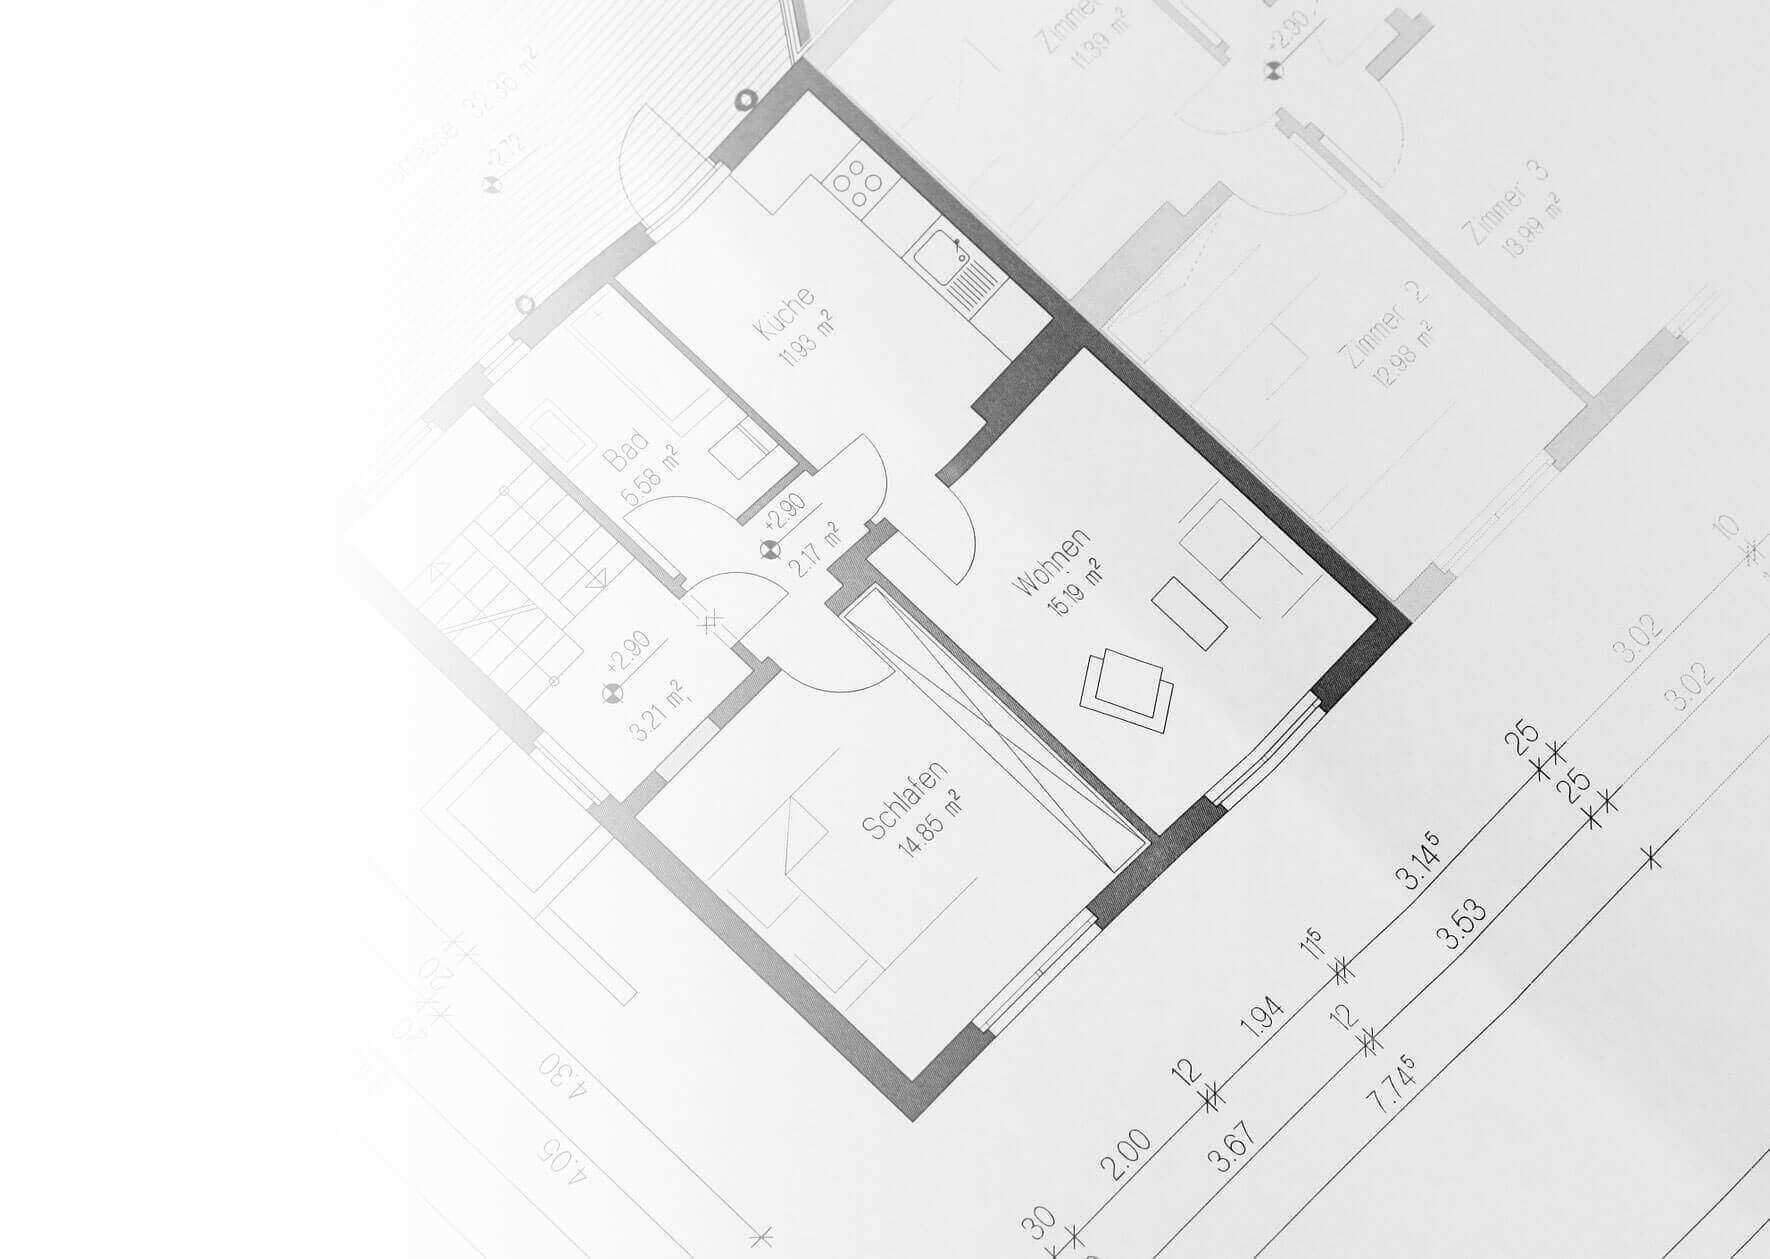 Zimmer
11.39 m²
+2.90
32.36 m²
+2.72
Zimmer 3
13.99 m²
Zimmer 2
12.98 m²
Küche
11.93 m²
Bad
5.58 m²
+2.90
2.17 m²
Wohnen
15.19 m²
+2.90
3.21 m²
Schlafen
14.85 m²
10
3.02
3.02
25
25
3.14⁵
3.53
11⁵
12
1.94
7.74⁵
12
2.00
3.67
30
20
4.30
4.05